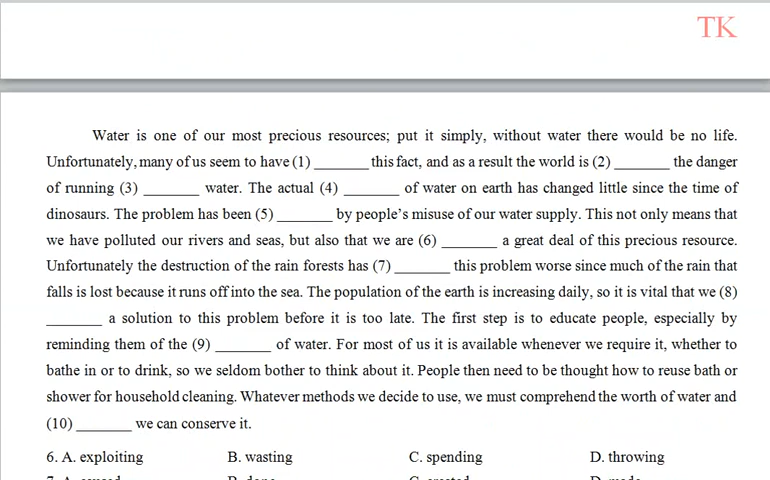 TK
Water is one of our most precious resources; put it simply, without water there would be no life.
Unfortunately, many of us seem to have (1) _______ this fact, and as a result the world is (2) _______ the danger
of running (3) _______ water. The actual (4) _______ of water on earth has changed little since the time of
dinosaurs. The problem has been (5) _______ by people's misuse of our water supply. This not only means that
we have polluted our rivers and seas, but also that we are (6) _______ a great deal of this precious resource.
Unfortunately the destruction of the rain forests has (7) _______ this problem worse since much of the rain that
falls is lost because it runs off into the sea. The population of the earth is increasing daily, so it is vital that we (8)
_______ a solution to this problem before it is too late. The first step is to educate people, especially by
reminding them of the (9) _______ of water. For most of us it is available whenever we require it, whether to
bathe in or to drink, so we seldom bother to think about it. People then need to be thought how to reuse bath or
shower for household cleaning. Whatever methods we decide to use, we must comprehend the worth of water and
(10) _______ we can conserve it.
6. A. exploiting B. wasting C. spending D. throwing